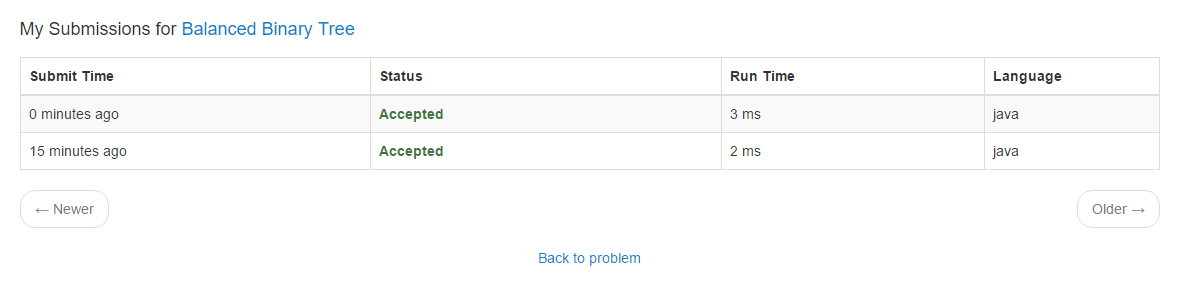 My Submissions for Balanced Binary Tree
Submit Time Status Run Time Language
0 minutes ago Accepted 3 ms java
15 minutes ago Accepted 2 ms java
← Newer Older →
Back to problem